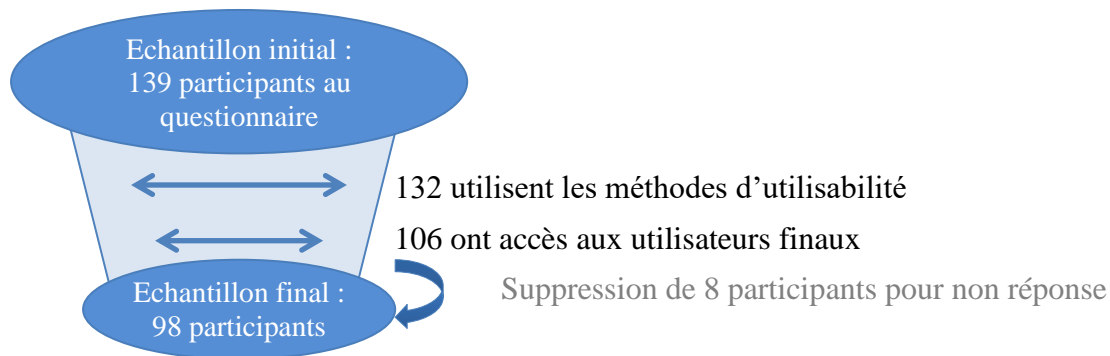 Echantillon initial :
139 participants au
questionnaire
132 utilisent les méthodes d’utilisabilité
106 ont accès aux utilisateurs finaux
Suppression de 8 participants pour non réponse
Echantillon final :
98 participants